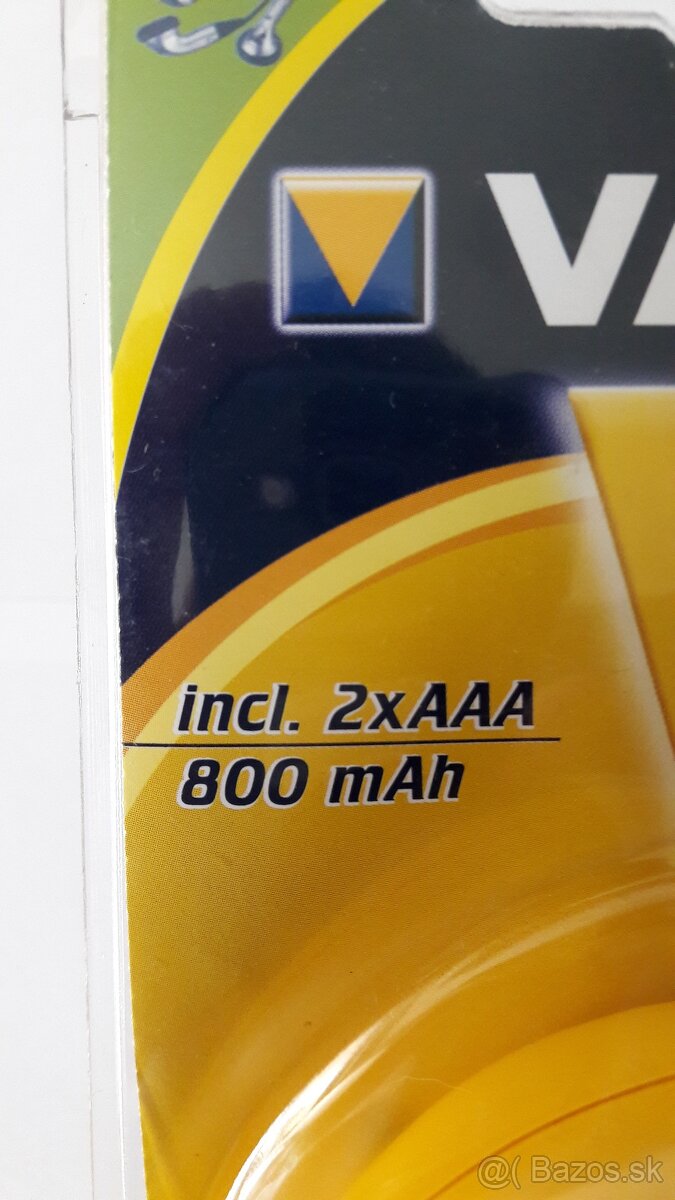 VA
incl. 2xAAA
800 mAh
@( Bazos.sk